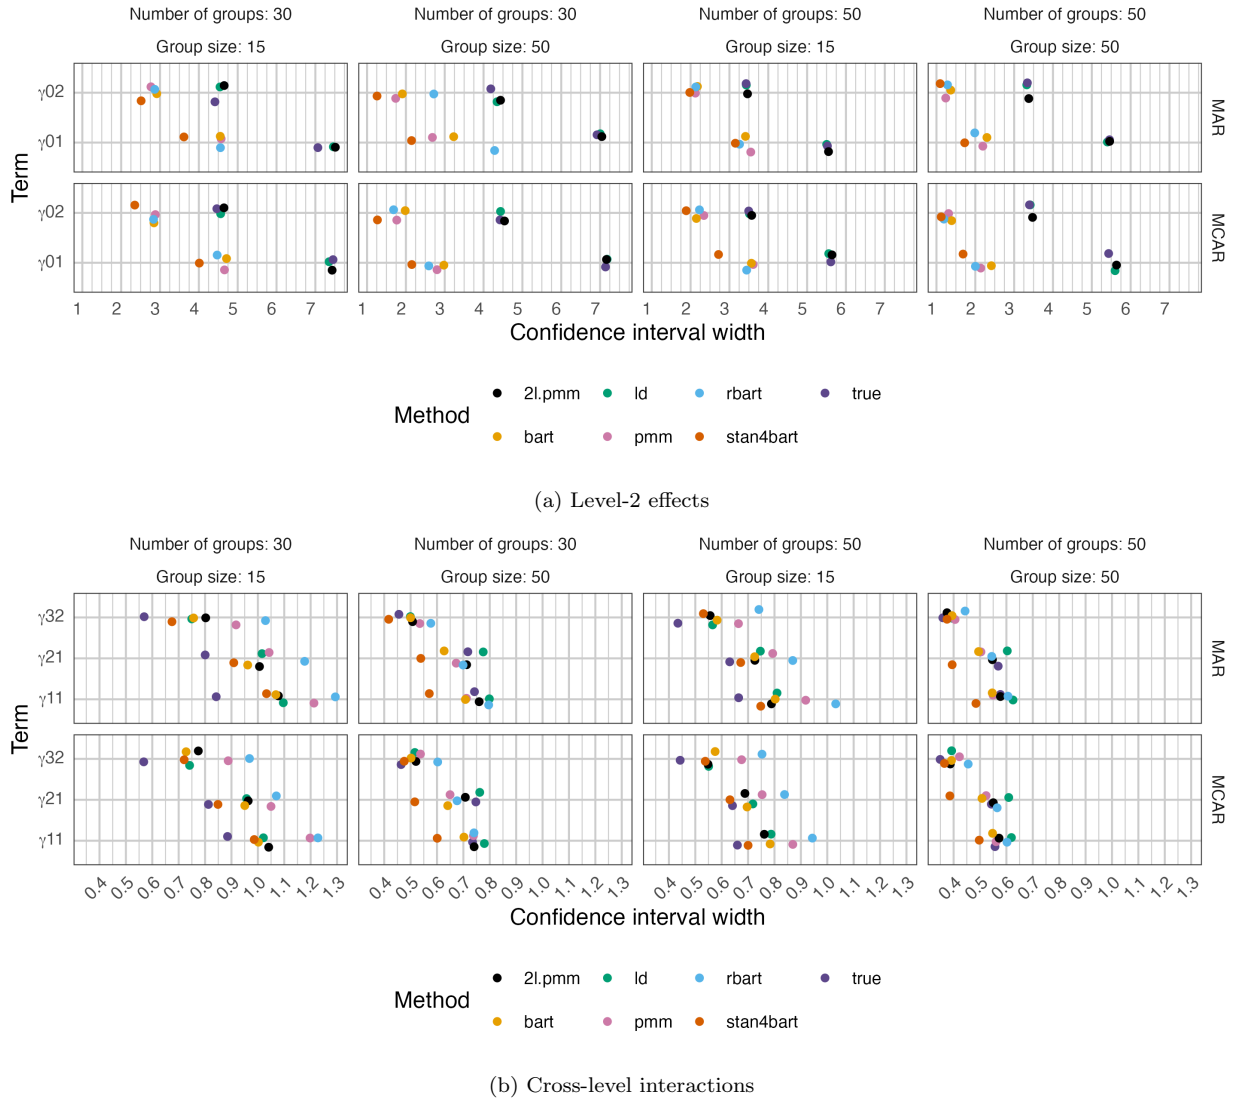 Number of groups: 30 Number of groups: 30 Number of groups: 50 Number of groups: 50
Group size: 15 Group size: 50 Group size: 15 Group size: 50
γ02
γ01
MAR
Term
γ02
γ01
MCAR
1 2 3 4 5 6 7 1 2 3 4 5 6 7 1 2 3 4 5 6 7 1 2 3 4 5 6 7
Confidence interval width
Method
2l.pmm ld rbart true
bart pmm stan4bart
(a) Level-2 effects
Number of groups: 30 Number of groups: 30 Number of groups: 50 Number of groups: 50
Group size: 15 Group size: 50 Group size: 15 Group size: 50
γ32
γ21
γ11
MAR
Term
γ32
γ21
γ11
MCAR
0.4 0.5 0.6 0.7 0.8 0.9 1.0 1.1 1.2 1.3 0.4 0.5 0.6 0.7 0.8 0.9 1.0 1.1 1.2 1.3 0.4 0.5 0.6 0.7 0.8 0.9 1.0 1.1 1.2 1.3 0.4 0.5 0.6 0.7 0.8 0.9 1.0 1.1 1.2 1.3
Confidence interval width
Method
2l.pmm ld rbart true
bart pmm stan4bart
(b) Cross-level interactions